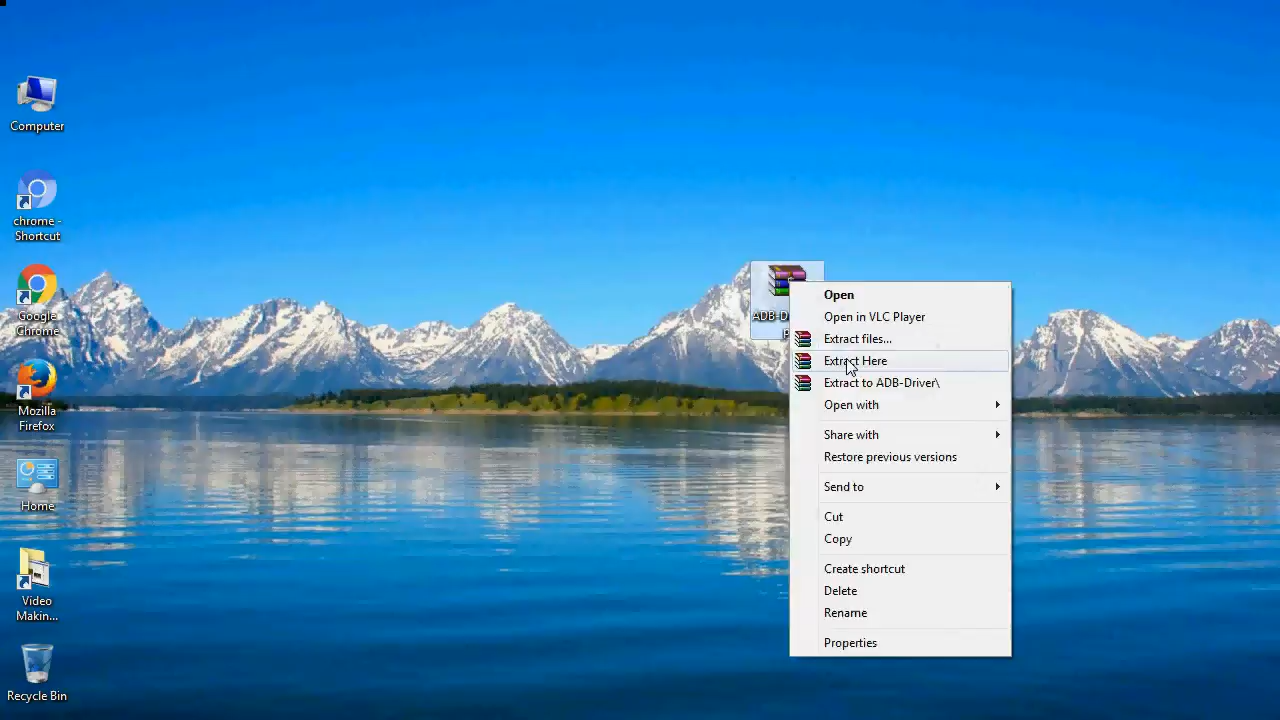 Computer
chrome -
Shortcut
Google
Chrome
Mozilla
Firefox
Home
Video
Makin...
Recycle Bin
Open
Open in VLC Player
Extract files...
Extract Here
Extract to ADB-Driver\
Open with
Share with
Restore previous versions
Send to
Cut
Copy
Create shortcut
Delete
Rename
Properties